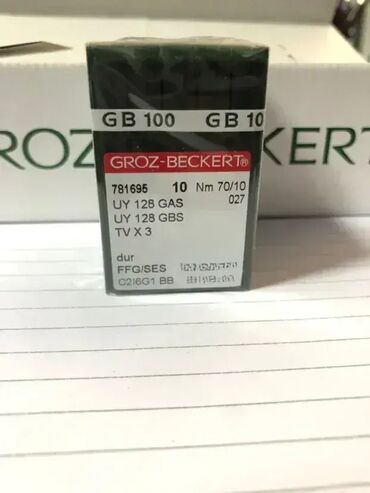 GB 100 GB 10
ROZ-B
CKERT
GROZ-BECKERT®
781695 10 Nm 70/10
027
UY 128 GAS
UY 128 GBS
TV X 3
dur
FFG/SES
C2I6G1 BB